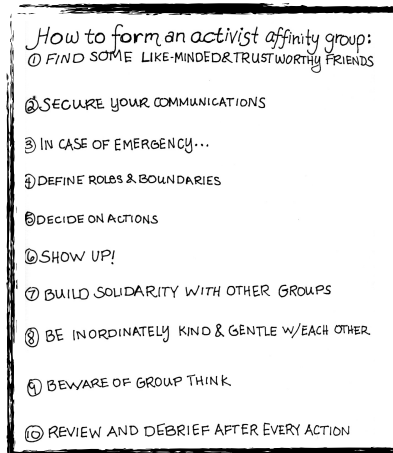 How to form an activist affinity group:
① FIND SOME LIKE-MINDED & TRUSTWORTHY FRIENDS
② SECURE YOUR COMMUNICATIONS
③ IN CASE OF EMERGENCY...
④ DEFINE ROLES & BOUNDARIES
⑤ DECIDE ON ACTIONS
⑥ SHOW UP!
⑦ BUILD SOLIDARITY WITH OTHER GROUPS
⑧ BE INORDINATELY KIND & GENTLE W/EACH OTHER
⑨ BEWARE OF GROUP THINK
⑩ REVIEW AND DEBRIEF AFTER EVERY ACTION